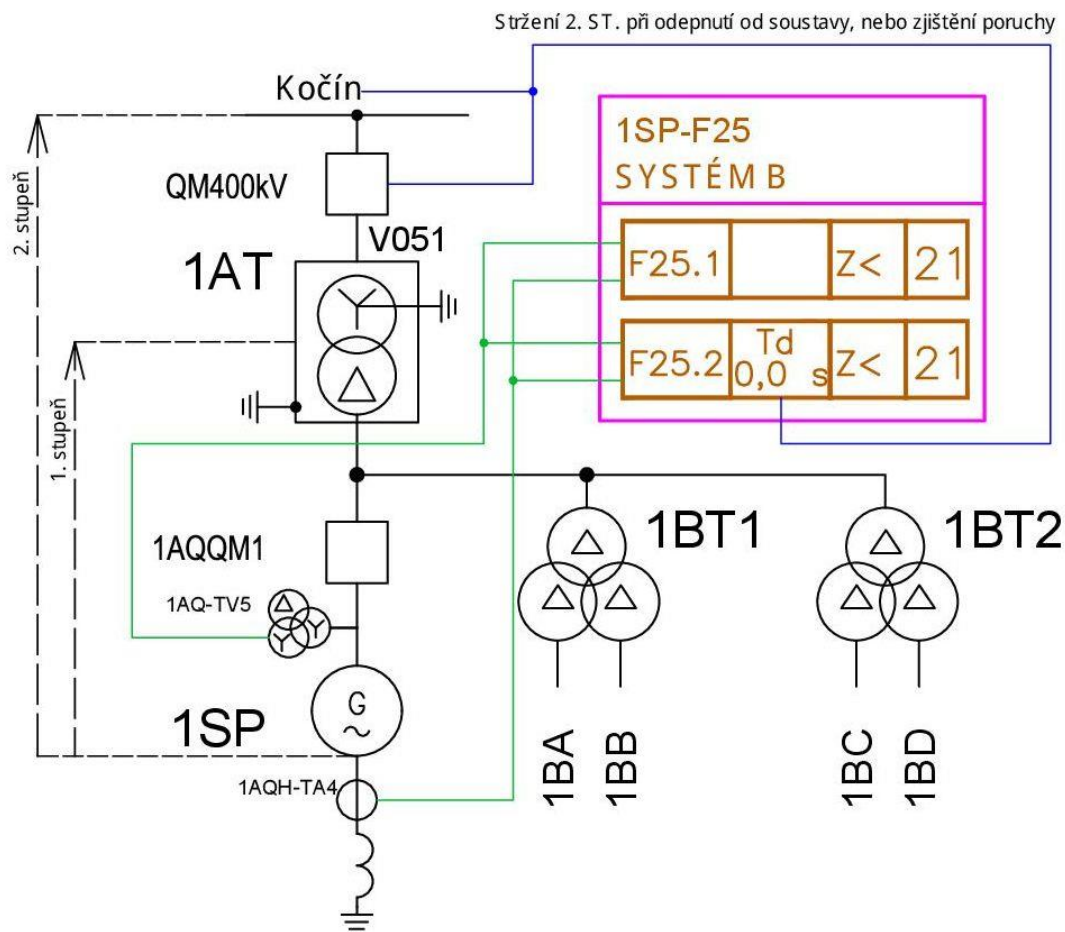 Stržení 2. ST. při odepnutí od soustavy, nebo zjištění poruchy
Kočín
QM400kV
V051
1AT
2. stupeň
1. stupeň
1SP-F25
SYSTÉM B
F25.1
Z<
21
F25.2
Td
0,0 s
Z<
21
1AQQM1
1AQ-TV5
G
1SP
1AQH-TA4
1BT1
1BT2
1BA
1BB
1BC
1BD